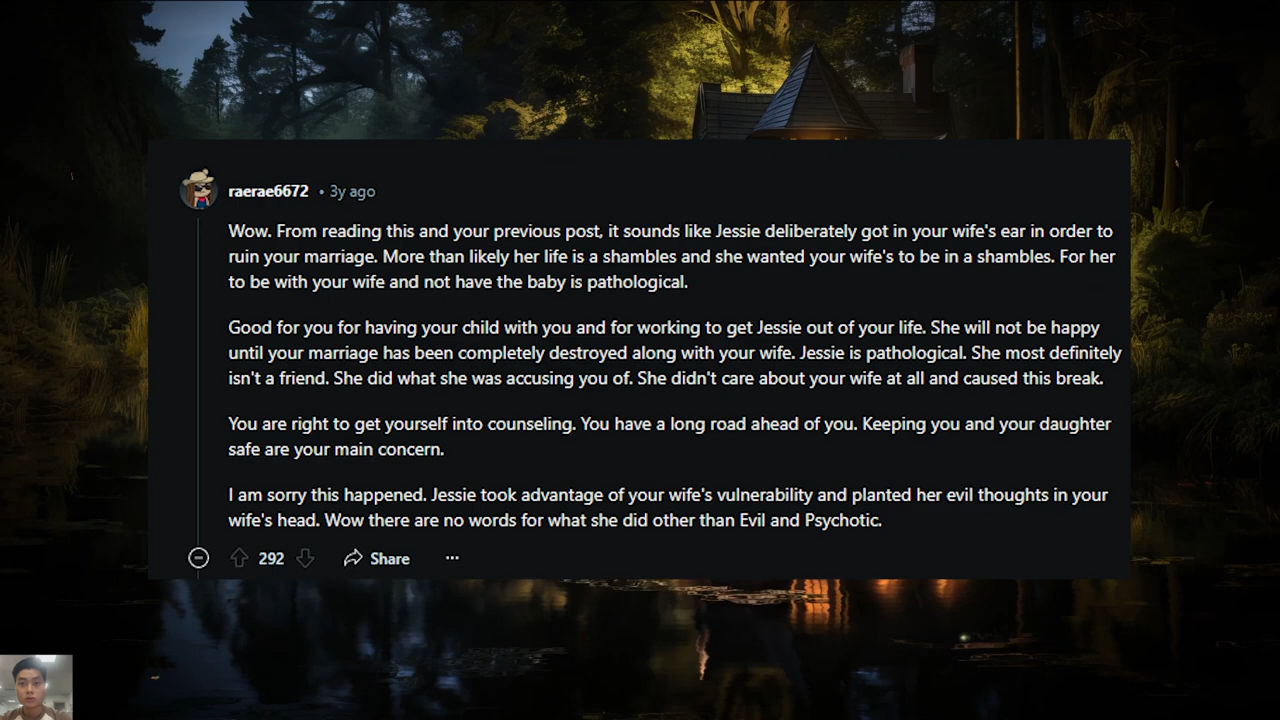 raerae6672 • 3y ago
Wow. From reading this and your previous post, it sounds like Jessie deliberately got in your wife's ear in order to
ruin your marriage. More than likely her life is a shambles and she wanted your wife's to be in a shambles. For her
to be with your wife and not have the baby is pathological.
Good for you for having your child with you and for working to get Jessie out of your life. She will not be happy
until your marriage has been completely destroyed along with your wife. Jessie is pathological. She most definitely
isn't a friend. She did what she was accusing you of. She didn't care about your wife at all and caused this break.
You are right to get yourself into counseling. You have a long road ahead of you. Keeping you and your daughter
safe are your main concern.
I am sorry this happened. Jessie took advantage of your wife's vulnerability and planted her evil thoughts in your
wife's head. Wow there are no words for what she did other than Evil and Psychotic.
292 Share ...